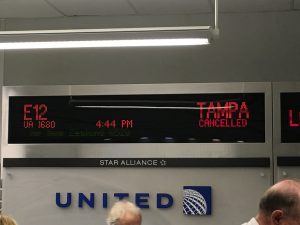 E12
TAMPA
UA 1680
4:44 PM
CANCELLED
STAR ALLIANCE
UNITED